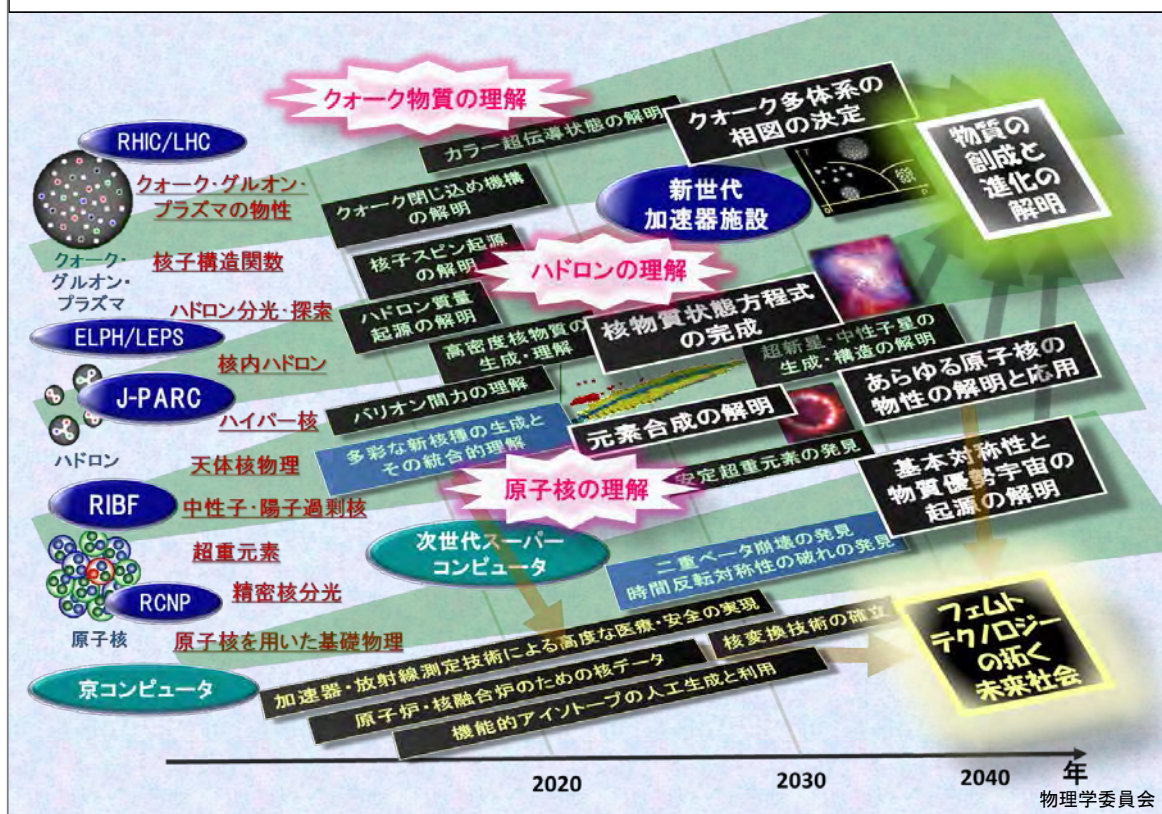 クォーク物質の理解
RHIC/LHC
カラー超伝導状態の解明
クォーク多体系の
相図の決定
物質の
創成と
進化の
解明
クォーク・グルオン・
プラズマの物性
クォーク閉じ込め機構
の解明
新世代
加速器施設
クォーク・
グルオン・
プラズマ
核子構造関数
核子スピン起源
の解明
ハドロンの理解
ハドロン分光・探索
ハドロン質量
起源の解明
核物質状態方程式
の完成
ELPH/LEPS
高密度核物質の
生成・理解
超新星・中性子星の
生成・構造の解明
核内ハドロン
あらゆる原子核の
物性の解明と応用
J-PARC
バリオン間力の理解
ハイパー核
元素合成の解明
ハドロン
多彩な新核種の生成と
その統合的理解
天体核物理
安定超重元素の発見
基本対称性と
物質優勢宇宙の
起源の解明
原子核の理解
RIBF
中性子・陽子過剰核
次世代スーパー
コンピュータ
超重元素
二重ベータ崩壊の発見
時間反転対称性の破れの発見
RCNP
精密核分光
原子核
原子核を用いた基礎物理
加速器・放射線測定技術による高度な医療・安全の実現
核変換技術の確立
フェムト
テクノロジー
の拓く
未来社会
京コンピュータ
原子炉・核融合炉のための核データ
機能的アイソトープの人工生成と利用
2020
2030
2040
年
物理学委員会